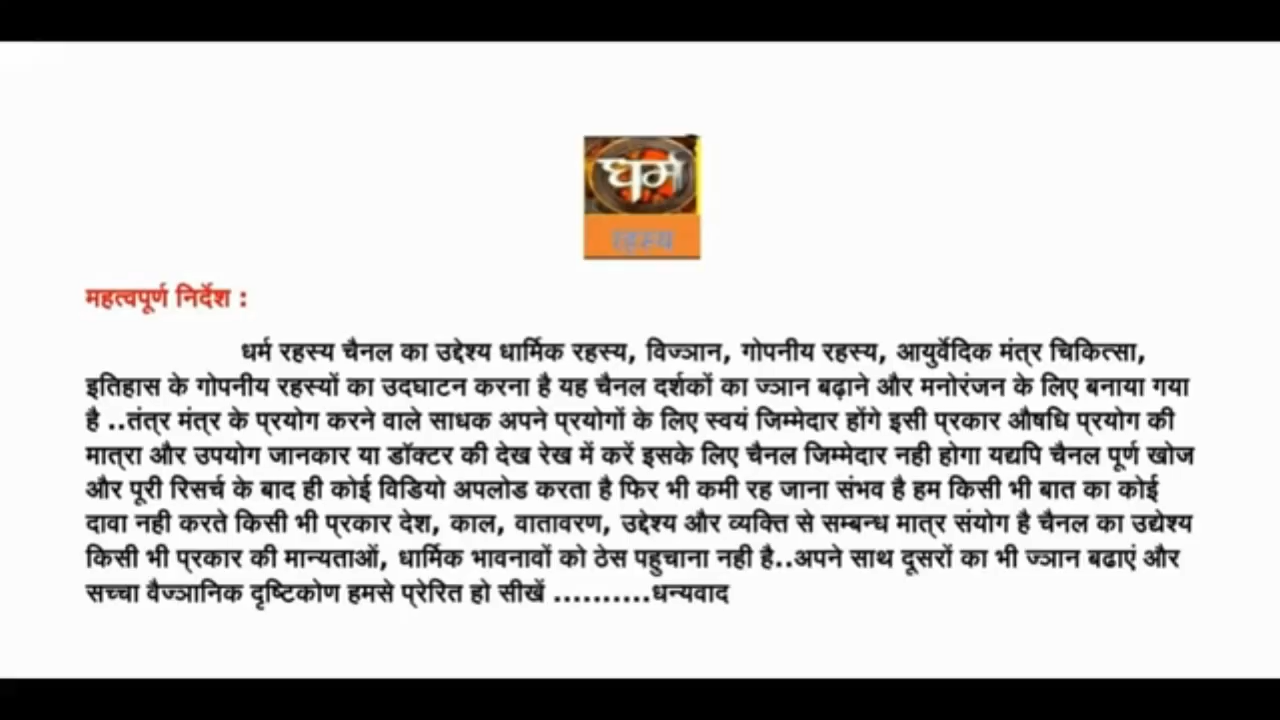 धर्म
रहस्य
महत्वपूर्ण निर्देश :
धर्म रहस्य चैनल का उद्देश्य धार्मिक रहस्य, विज्ञान, गोपनीय रहस्य, आयुर्वेदिक मंत्र चिकित्सा,
इतिहास के गोपनीय रहस्यों का उदघाटन करना है यह चैनल दर्शकों का ज्ञान बढ़ाने और मनोरंजन के लिए बनाया गया
है ..तंत्र मंत्र के प्रयोग करने वाले साधक अपने प्रयोगों के लिए स्वयं जिम्मेदार होंगे इसी प्रकार औषधि प्रयोग की
मात्रा और उपयोग जानकार या डॉक्टर की देख रेख में करें इसके लिए चैनल जिम्मेदार नही होगा यद्यपि चैनल पूर्ण खोज
और पूरी रिसर्च के बाद ही कोई विडियो अपलोड करता है फिर भी कमी रह जाना संभव है हम किसी भी बात का कोई
दावा नही करते किसी भी प्रकार देश, काल, वातावरण, उद्देश्य और व्यक्ति से सम्बन्ध मात्र संयोग है चैनल का उद्येश्य
किसी भी प्रकार की मान्यताओं, धार्मिक भावनावों को ठेस पहुचाना नही है..अपने साथ दूसरों का भी ज्ञान बढाएं और
सच्चा वैज्ञानिक दृष्टिकोण हमसे प्रेरित हो सीखें ..........धन्यवाद